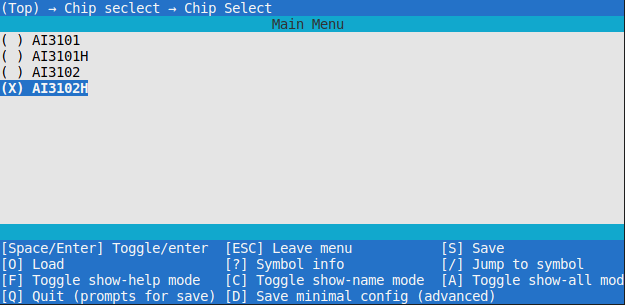 (Top) → Chip seclect → Chip Select
Main Menu
( ) AI3101
( ) AI3101H
( ) AI3102
(X) AI3102H
[Space/Enter] Toggle/enter [ESC] Leave menu [S] Save
[O] Load [?] Symbol info [/] Jump to symbol
[F] Toggle show-help mode [C] Toggle show-name mode [A] Toggle show-all mod
[Q] Quit (prompts for save) [D] Save minimal config (advanced)